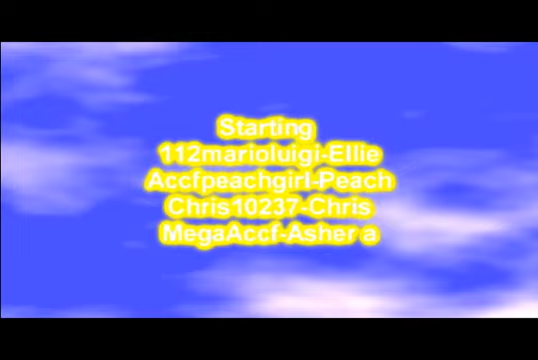 Starting
112marioluigi-Ellie
Accfpeachgirl-Peach
Chris10237-Chris
MegaAccf-Asher a